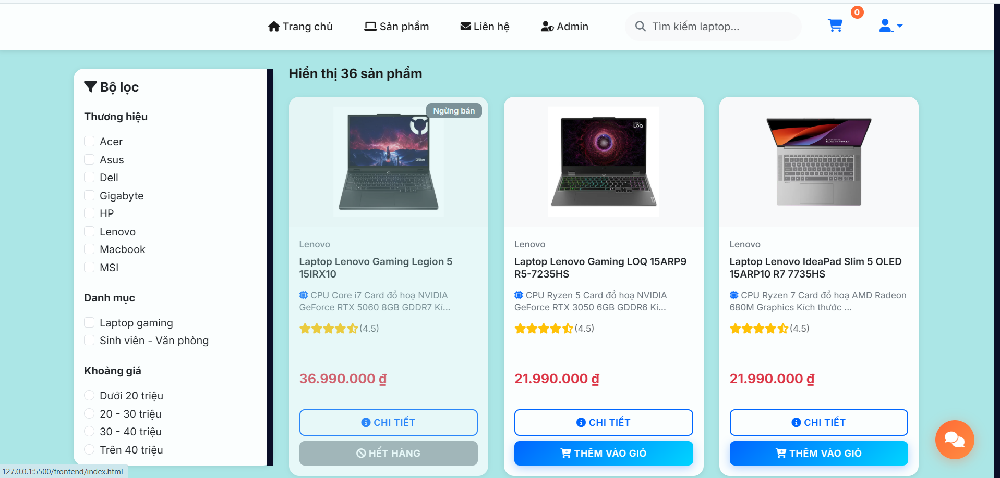 Trang chủ
Sản phẩm
Liên hệ
Admin
Tìm kiếm laptop...
0
Bộ lọc
Thương hiệu
Acer
Asus
Dell
Gigabyte
HP
Lenovo
Macbook
MSI
Danh mục
Laptop gaming
Sinh viên - Văn phòng
Khoảng giá
Dưới 20 triệu
20 - 30 triệu
30 - 40 triệu
Trên 40 triệu
Hiển thị 36 sản phẩm
Ngừng bán
LEGION
Lenovo
Laptop Lenovo Gaming Legion 5
15IRX10
CPU Core i7 Card đồ hoạ NVIDIA
GeForce RTX 5060 8GB GDDR7 Kí...
(4.5)
36.990.000 ₫
CHI TIẾT
HẾT HÀNG
LOQ
Lenovo
Laptop Lenovo Gaming LOQ 15ARP9
R5-7235HS
CPU Ryzen 5 Card đồ hoạ NVIDIA
GeForce RTX 3050 6GB GDDR6 Kí...
(4.5)
21.990.000 ₫
CHI TIẾT
THÊM VÀO GIỎ
Lenovo
IDEAPAD
Lenovo
Laptop Lenovo IdeaPad Slim 5 OLED
15ARP10 R7 7735HS
CPU Ryzen 7 Card đồ hoạ AMD Radeon
680M Graphics Kích thước ...
(4.5)
21.990.000 ₫
CHI TIẾT
THÊM VÀO GIỎ
127.0.0.1:5500/frontend/index.html